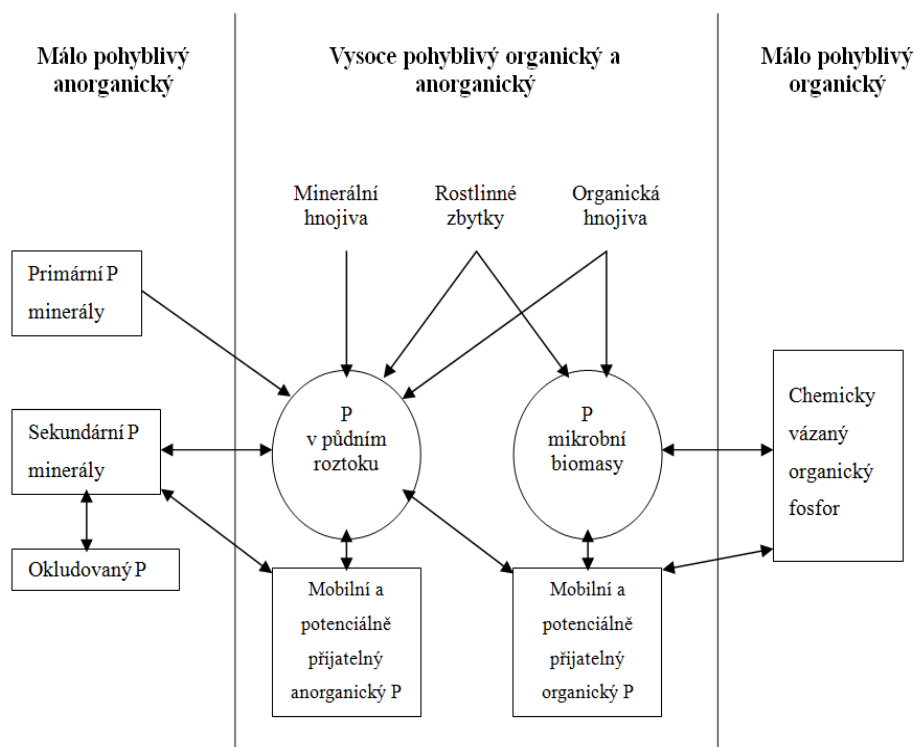 Málo pohyblivý
anorganický
Vysoce pohyblivý organický a
anorganický
Málo pohyblivý
organický
Minerální
hnojiva
Rostlinné
zbytky
Organická
hnojiva
Primární P
minerály
Sekundární P
minerály
Okludovaný P
P
v půdním
roztoku
P
mikrobní
biomasy
Chemicky
vázaný
organický
fosfor
Mobilní a
potenciálně
přijatelný
anorganický P
Mobilní a
potenciálně
přijatelný
organický P